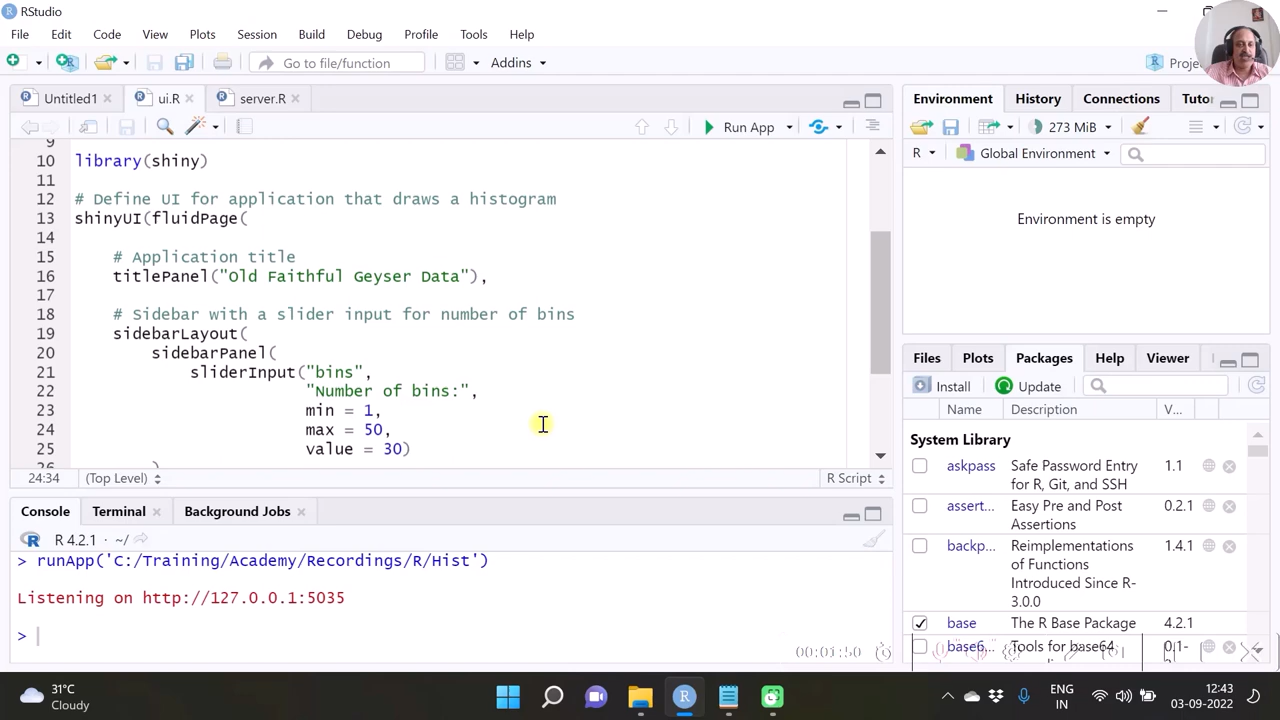 RStudio
File Edit Code View Plots Session Build Debug Profile Tools Help
Go to file/function Addins Proje
Untitled1 ui.R server.R
Run App
9
10 library(shiny)
11
12 # Define UI for application that draws a histogram
13 shinyUI(fluidPage(
14
15 # Application title
16 titlePanel("Old Faithful Geyser Data"),
17
18 # Sidebar with a slider input for number of bins
19 sidebarLayout(
20 sidebarPanel(
21 sliderInput("bins",
22 "Number of bins:",
23 min = 1,
24 max = 50,
25 value = 30)
26 )
24:34 (Top Level) R Script
Console Terminal Background Jobs
R 4.2.1 · ~/
> runApp('C:/Training/Academy/Recordings/R/Hist')
Listening on http://127.0.0.1:5035
>
00:01:50
Environment History Connections Tuto
273 MiB
R Global Environment
Environment is empty
Files Plots Packages Help Viewer
Install Update
Name Description V...
System Library
askpass Safe Password Entry for R, Git, and SSH 1.1
assert... Easy Pre and Post Assertions 0.2.1
backp... Reimplementations of Functions Introduced Since R-3.0.0 1.4.1
base The R Base Package 4.2.1
base6... Tools for base64 0.1-
31°C
Cloudy
ENG
IN
12:43
03-09-2022